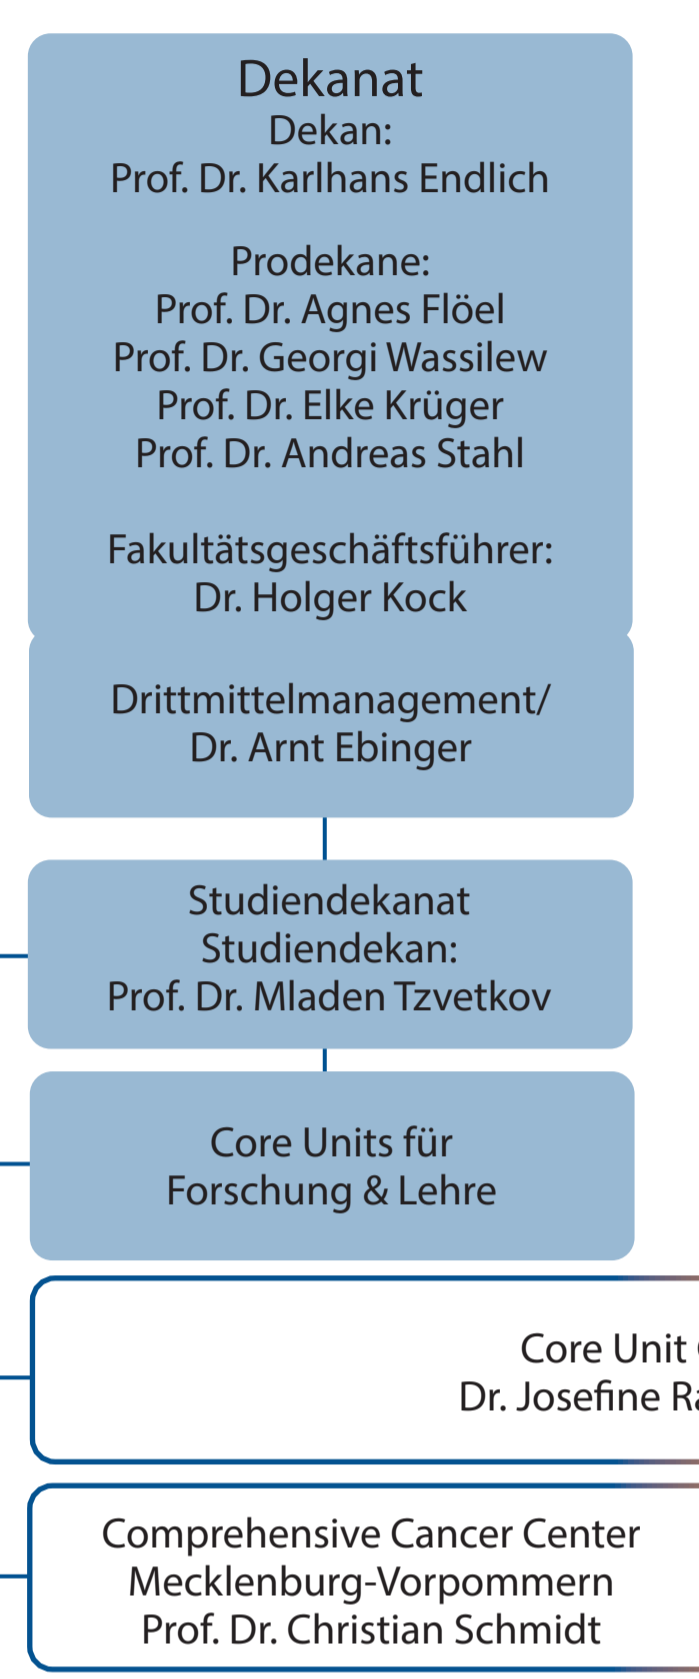 Dekanat
Dekan:
Prof. Dr. Karlhans Endlich
Prodekane:
Prof. Dr. Agnes Flöel
Prof. Dr. Georgi Wassilew
Prof. Dr. Elke Krüger
Prof. Dr. Andreas Stahl
Fakultätsgeschäftsführer:
Dr. Holger Kock
Drittmittelmanagement/
Dr. Arnt Ebinger
Studiendekanat
Studiendekan:
Prof. Dr. Mladen Tzvetkov
Core Units für
Forschung & Lehre
Core Unit
Dr. Josefine
Comprehensive Cancer Center
Mecklenburg-Vorpommern
Prof. Dr. Christian Schmidt